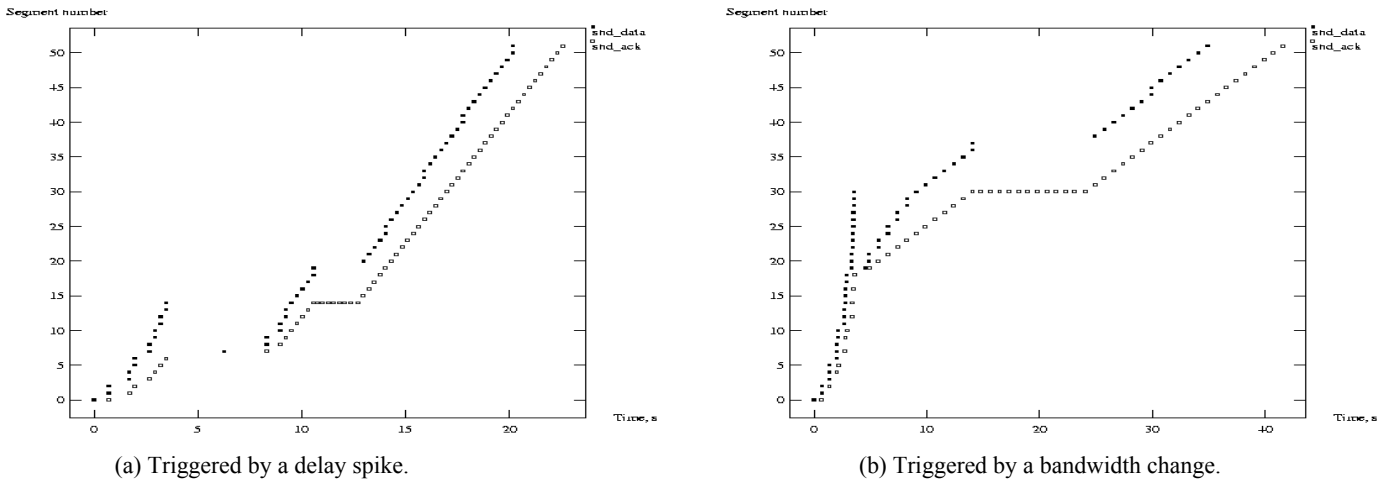 Segment number
snd_data
snd_ack
50
45
40
35
30
25
20
15
10
5
0
0 5 10 15 20
Time, s
(a) Triggered by a delay spike.
Segment number
snd_data
snd_ack
50
45
40
35
30
25
20
15
10
5
0
0 10 20 30 40
Time, s
(b) Triggered by a bandwidth change.